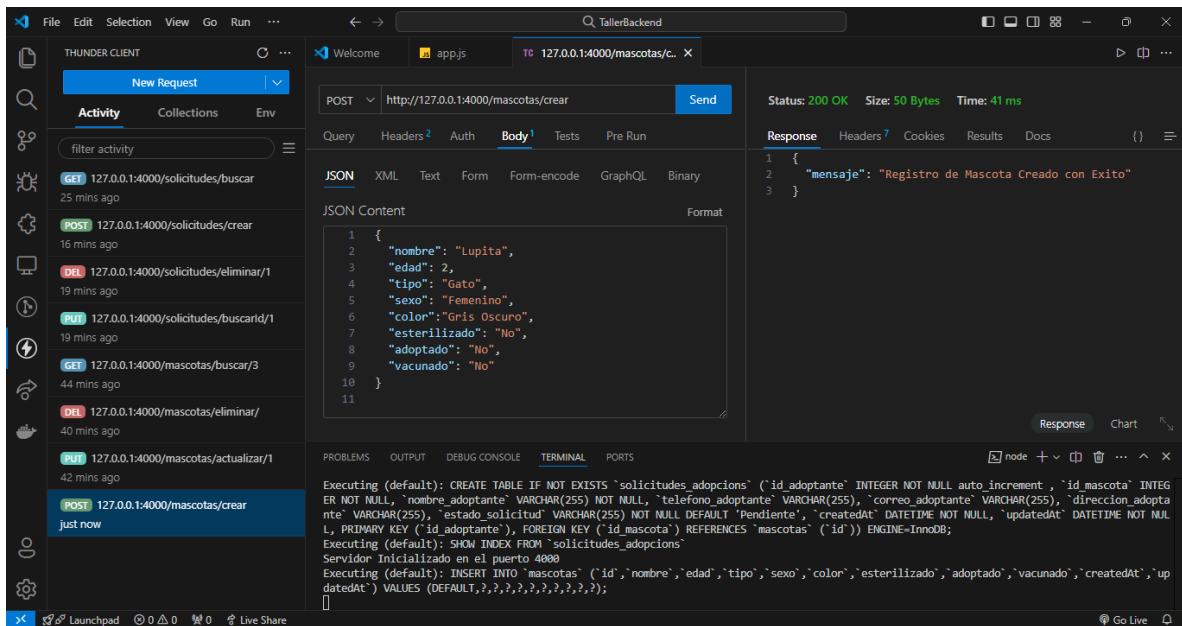 File Edit Selection View Go Run ··· ← → TallerBackend
THUNDER CLIENT
New Request
Activity Collections Env
filter activity
GET 127.0.0.1:4000/solicitudes/buscar
25 mins ago
POST 127.0.0.1:4000/solicitudes/crear
16 mins ago
DEL 127.0.0.1:4000/solicitudes/eliminar/1
19 mins ago
PUT 127.0.0.1:4000/solicitudes/buscarId/1
19 mins ago
GET 127.0.0.1:4000/mascotas/buscar/3
44 mins ago
DEL 127.0.0.1:4000/mascotas/eliminar/
40 mins ago
PUT 127.0.0.1:4000/mascotas/actualizar/1
42 mins ago
POST 127.0.0.1:4000/mascotas/crear
just now
Welcome JS app.js TC 127.0.0.1:4000/mascotas/c..
POST http://127.0.0.1:4000/mascotas/crear Send
Query Headers 2 Auth Body 1 Tests Pre Run
JSON XML Text Form Form-encode GraphQL Binary
JSON Content Format
1 {
2 "nombre": "Lupita",
3 "edad": 2,
4 "tipo": "Gato",
5 "sexo": "Femenino",
6 "color":"Gris Oscuro",
7 "esterilizado": "No",
8 "adoptado": "No",
9 "vacunado": "No"
10 }
11
Status: 200 OK Size: 50 Bytes Time: 41 ms
Response Headers 7 Cookies Results Docs {}
1 {
2 "mensaje": "Registro de Mascota Creado con Exito"
3 }
Response Chart
PROBLEMS OUTPUT DEBUG CONSOLE TERMINAL PORTS node
Executing (default): CREATE TABLE IF NOT EXISTS `solicitudes_adopcions` (`id_adoptante` INTEGER NOT NULL auto_increment , `id_mascota` INTEG
ER NOT NULL, `nombre_adoptante` VARCHAR(255) NOT NULL, `telefono_adoptante` VARCHAR(255), `correo_adoptante` VARCHAR(255), `direccion_adopta
nte` VARCHAR(255), `estado_solicitud` VARCHAR(255) NOT NULL DEFAULT 'Pendiente', `createdAt` DATETIME NOT NULL, `updatedAt` DATETIME NOT NUL
L, PRIMARY KEY (`id_adoptante`), FOREIGN KEY (`id_mascota`) REFERENCES `mascotas` (`id`)) ENGINE=InnoDB;
Executing (default): SHOW INDEX FROM `solicitudes_adopcions`
Servidor Inicializado en el puerto 4000
Executing (default): INSERT INTO `mascotas` (`id`,`nombre`,`edad`,`tipo`,`sexo`,`color`,`esterilizado`,`adoptado`,`vacunado`,`createdAt`,`up
datedAt`) VALUES (DEFAULT,?,?,?,?,?,?,?,?,?,?);
Launchpad 0 0 0 Live Share Go Live